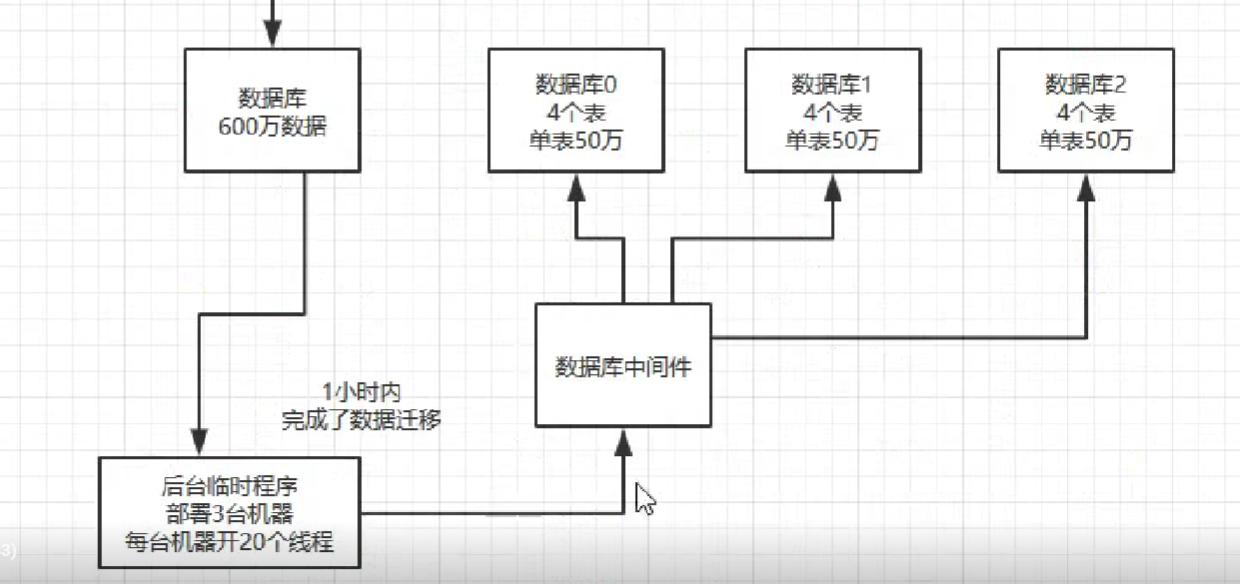 数据库
600万数据
数据库0
4个表
单表50万
数据库1
4个表
单表50万
数据库2
4个表
单表50万
数据库中间件
1小时内
完成了数据迁移
后台临时程序
部署3台机器
每台机器开20个线程
3)